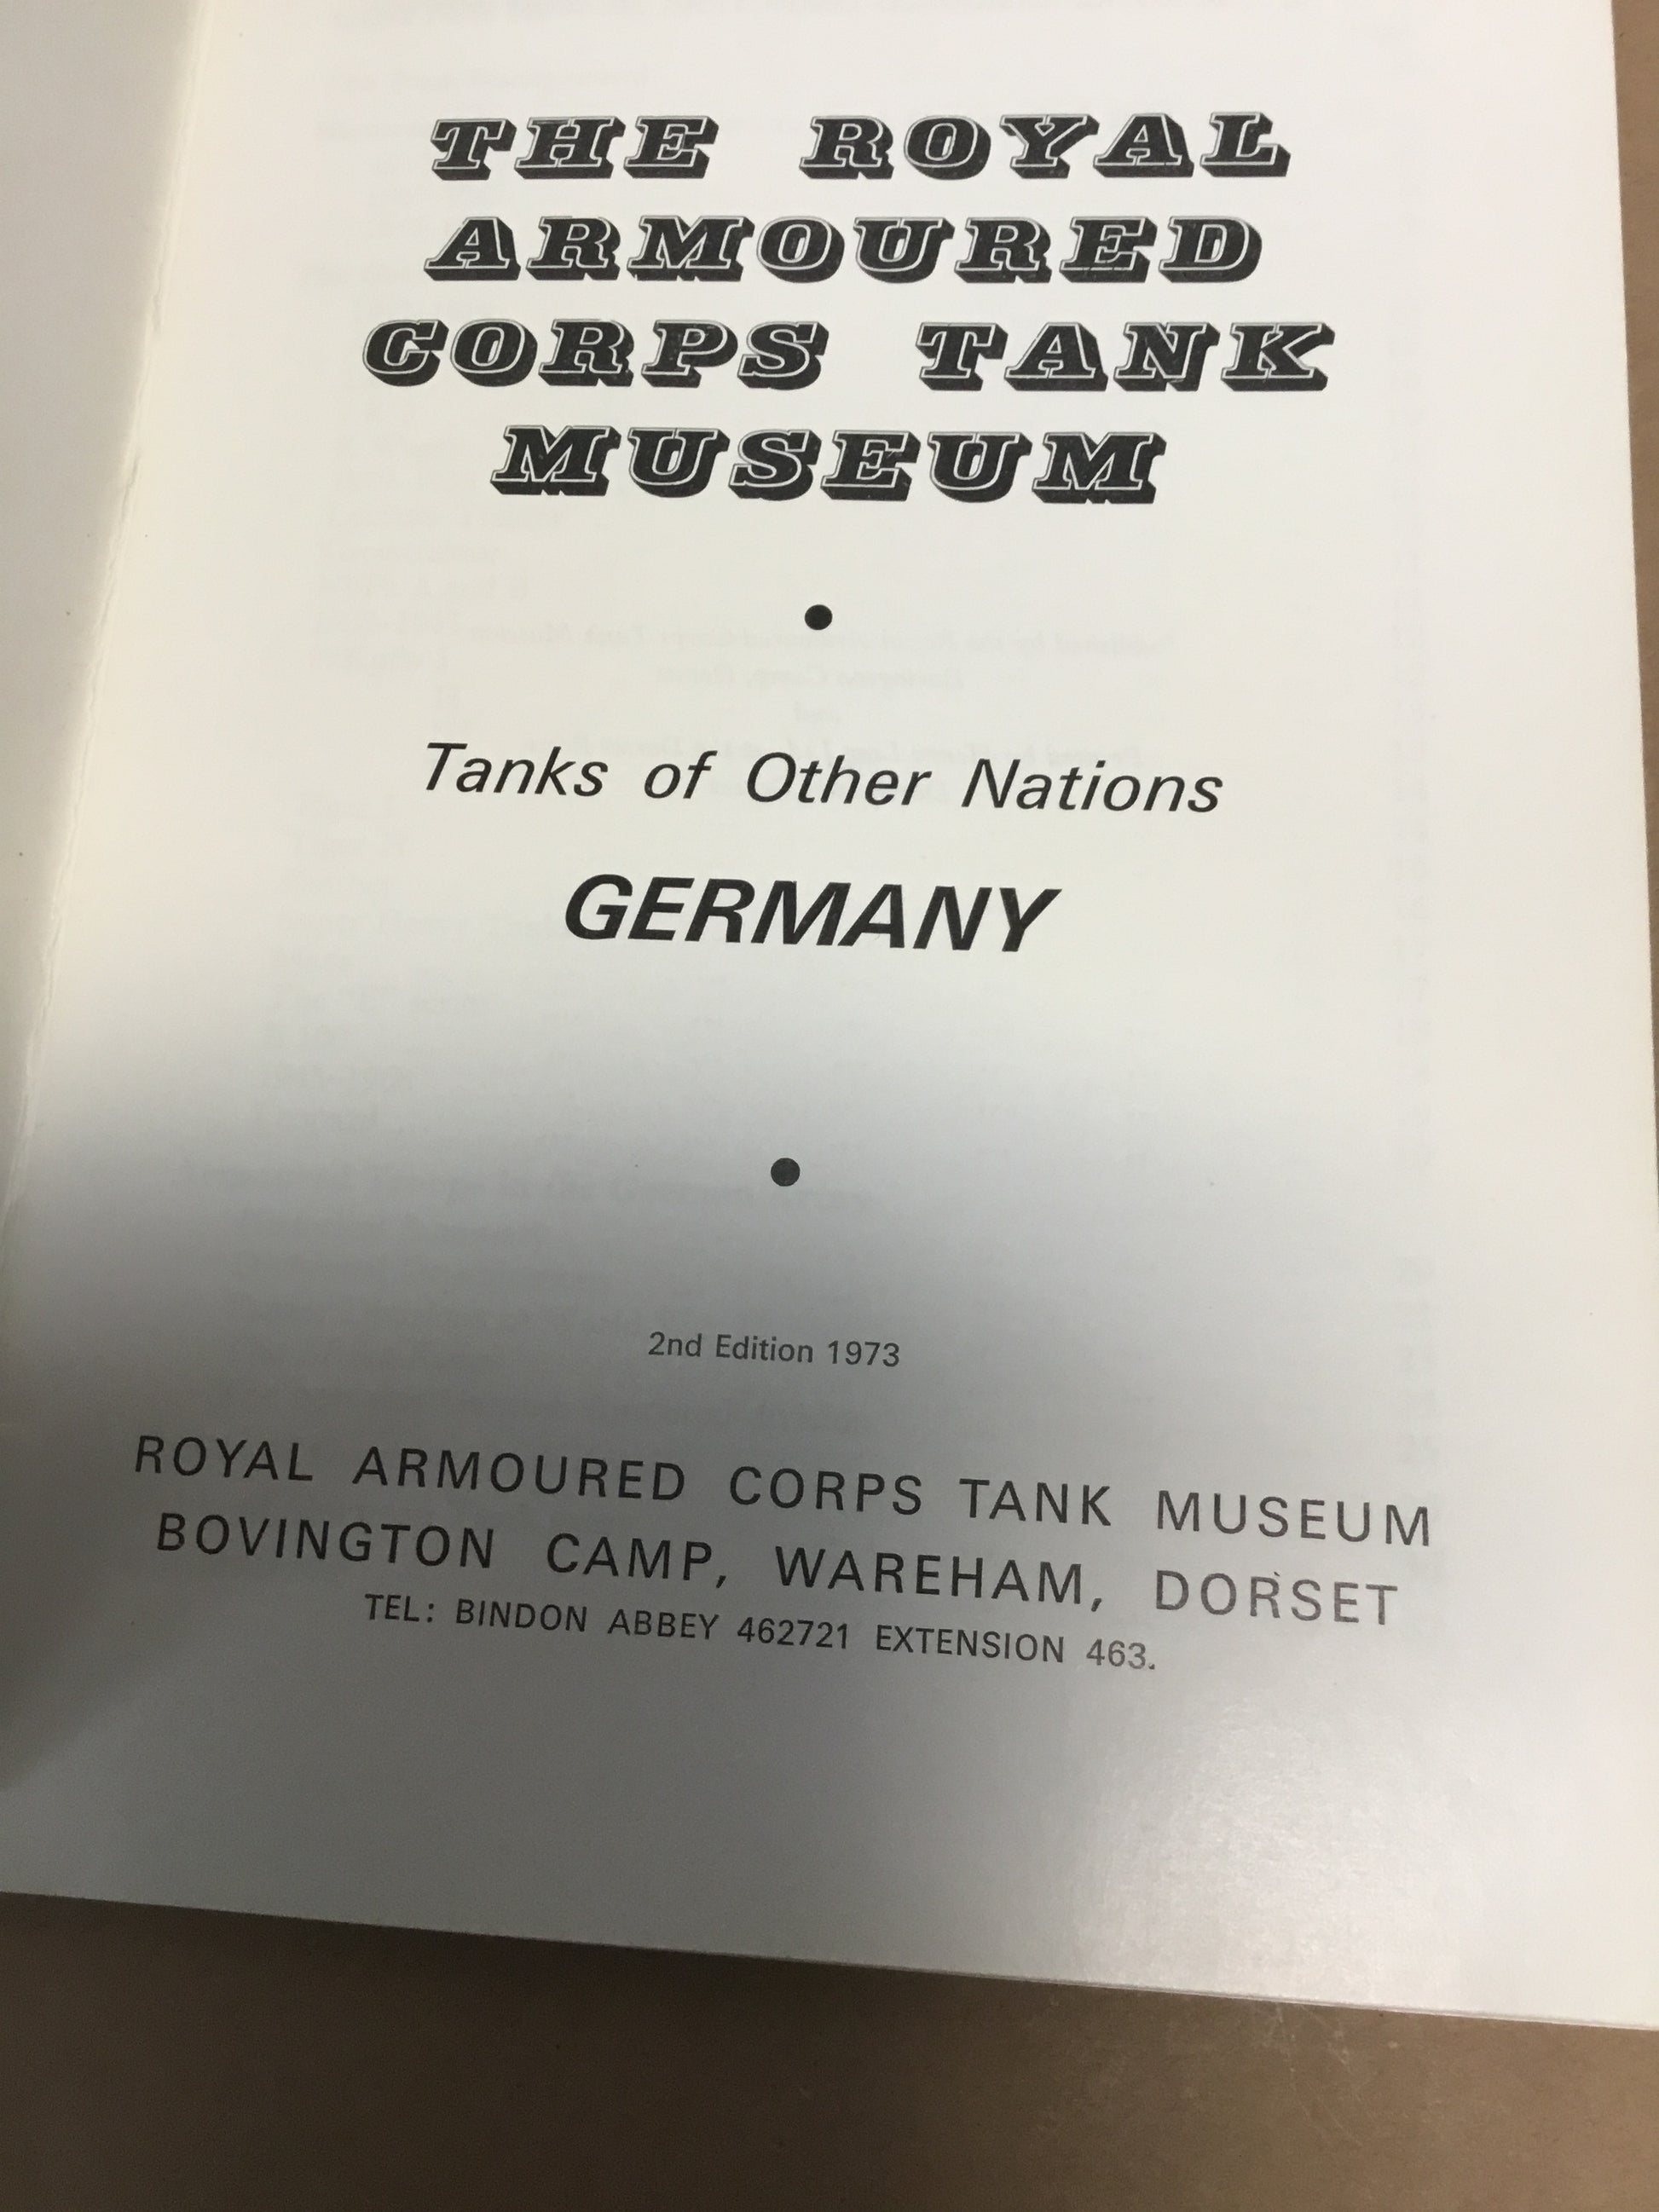 THE ROYAL
ARMOURED
CORPS TANK
MUSEUM
Tanks of Other Nations
GERMANY
2nd Edition 1973
ROYAL ARMOURED CORPS TANK MUSEUM
BOVINGTON CAMP, WAREHAM, DORSET
TEL: BINDON ABBEY 462721 EXTENSION 463.